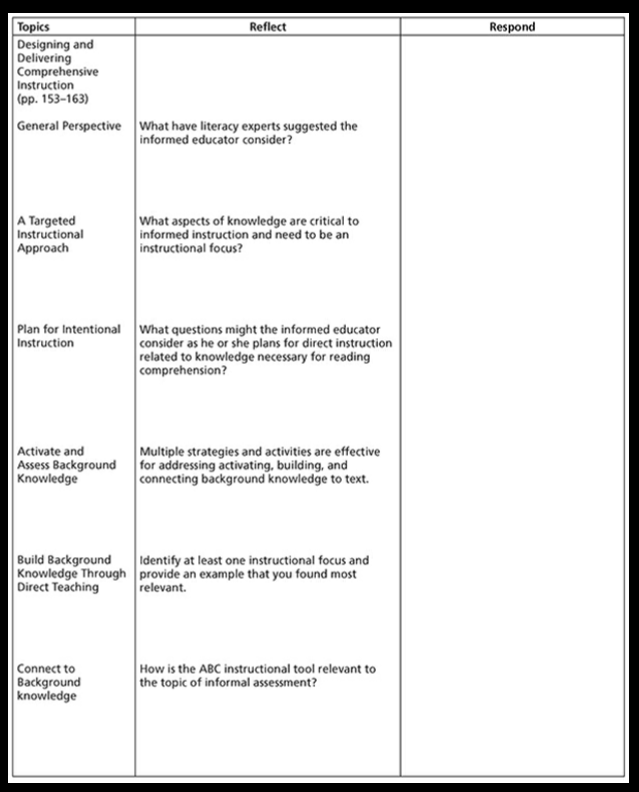 Topics Reflect Respond
Designing and
Delivering
Comprehensive
Instruction
(pp. 153–163)
General Perspective What have literacy experts suggested the
informed educator consider?
A Targeted What aspects of knowledge are critical to
Instructional informed instruction and need to be an
Approach instructional focus?
Plan for Intentional What questions might the informed educator
Instruction consider as he or she plans for direct instruction
related to knowledge necessary for reading
comprehension?
Activate and Multiple strategies and activities are effective
Assess Background for addressing activating, building, and
Knowledge connecting background knowledge to text.
Build Background Identify at least one instructional focus and
Knowledge Through provide an example that you found most
Direct Teaching relevant.
Connect to How is the ABC instructional tool relevant to
Background the topic of informal assessment?
knowledge